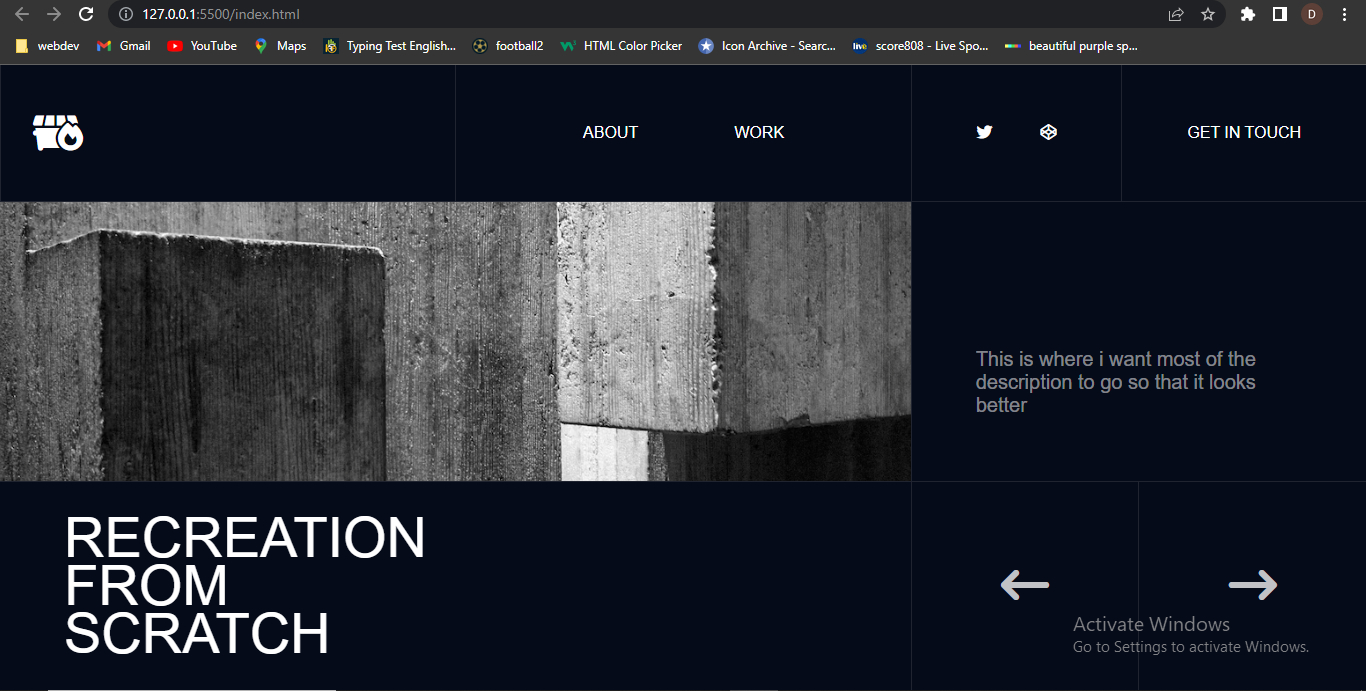 127.0.0.1:5500/index.html
D
webdev Gmail YouTube Maps Typing Test English... football2 HTML Color Picker Icon Archive - Searc... live score808 - Live Spo... beautiful purple sp...
ABOUT WORK GET IN TOUCH
This is where i want most of the
description to go so that it looks
better
RECREATION
FROM
SCRATCH
Activate Windows
Go to Settings to activate Windows.